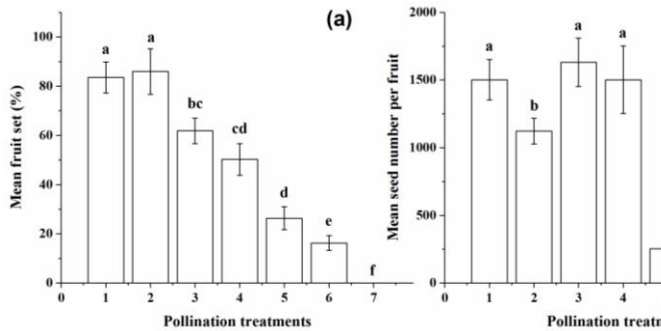 (a)
Mean fruit set (%)
100
80
60
40
20
0
a
a
bc
cd
d
e
f
0 1 2 3 4 5 6 7
Pollination treatments
Mean seed number per fruit
2000
1500
1000
500
0
a
b
a
a
0 1 2 3 4
Pollination